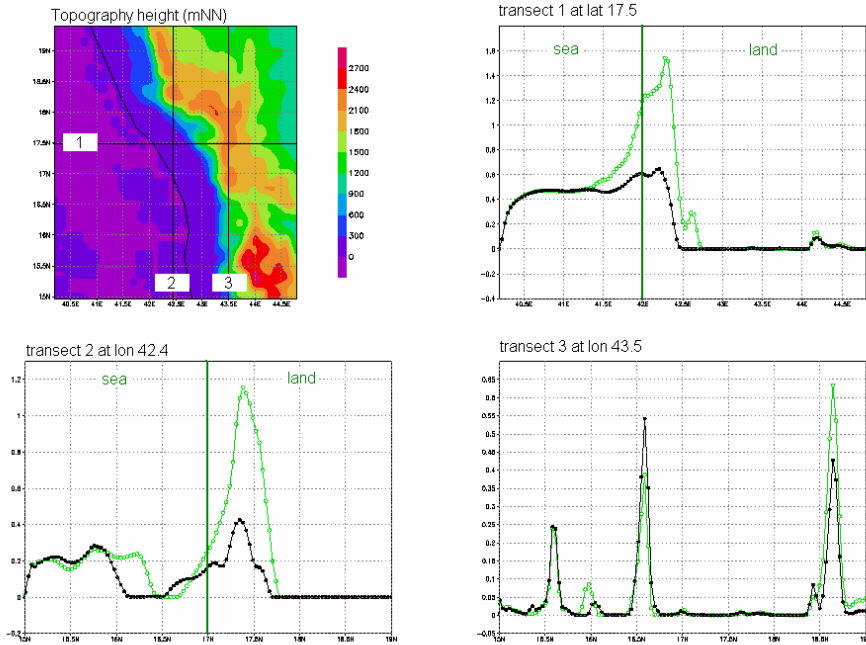 Topography height (mNN)
19N
18.5N
18N
17.5N
17N
16.5N
16N
15.5N
15N
1
2
3
40.5E 41E 41.5E 42E 42.5E 43E 43.5E 44E 44.5E
2700
2400
2100
1800
1500
1200
900
600
300
0
transect 1 at lat 17.5
sea land
1.6
1.4
1.2
1
0.8
0.6
0.4
0.2
0
-0.2
-0.4
40.5E 41E 41.5E 42E 42.5E 43E 43.5E 44E 44.5E
transect 2 at lon 42.4
sea land
1.2
1
0.8
0.6
0.4
0.2
0
-0.2
15N 15.5N 16N 16.5N 17N 17.5N 18N 18.5N 19N
transect 3 at lon 43.5
0.65
0.6
0.55
0.5
0.45
0.4
0.35
0.3
0.25
0.2
0.15
0.1
0.05
0
-0.05
15N 15.5N 16N 16.5N 17N 17.5N 18N 18.5N